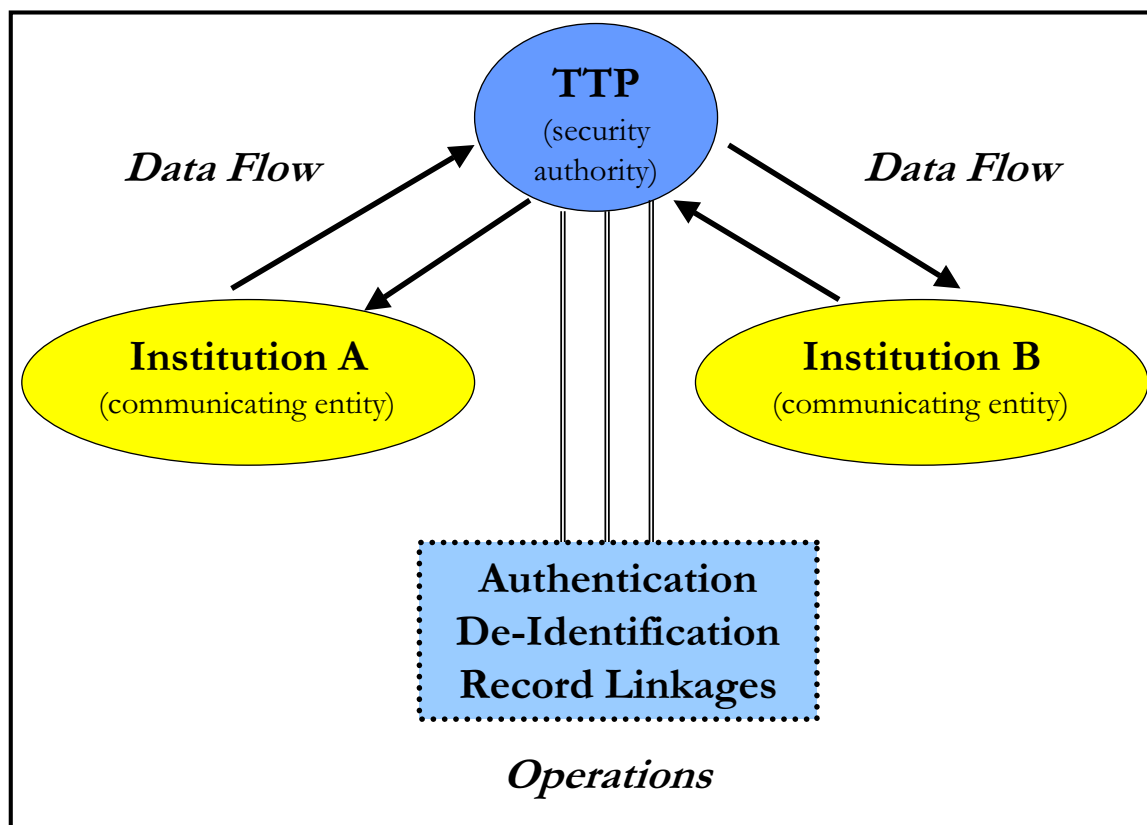 TTP
(security
authority)
Data Flow
Data Flow
Institution A
(communicating entity)
Institution B
(communicating entity)
Authentication
De-Identification
Record Linkages
Operations